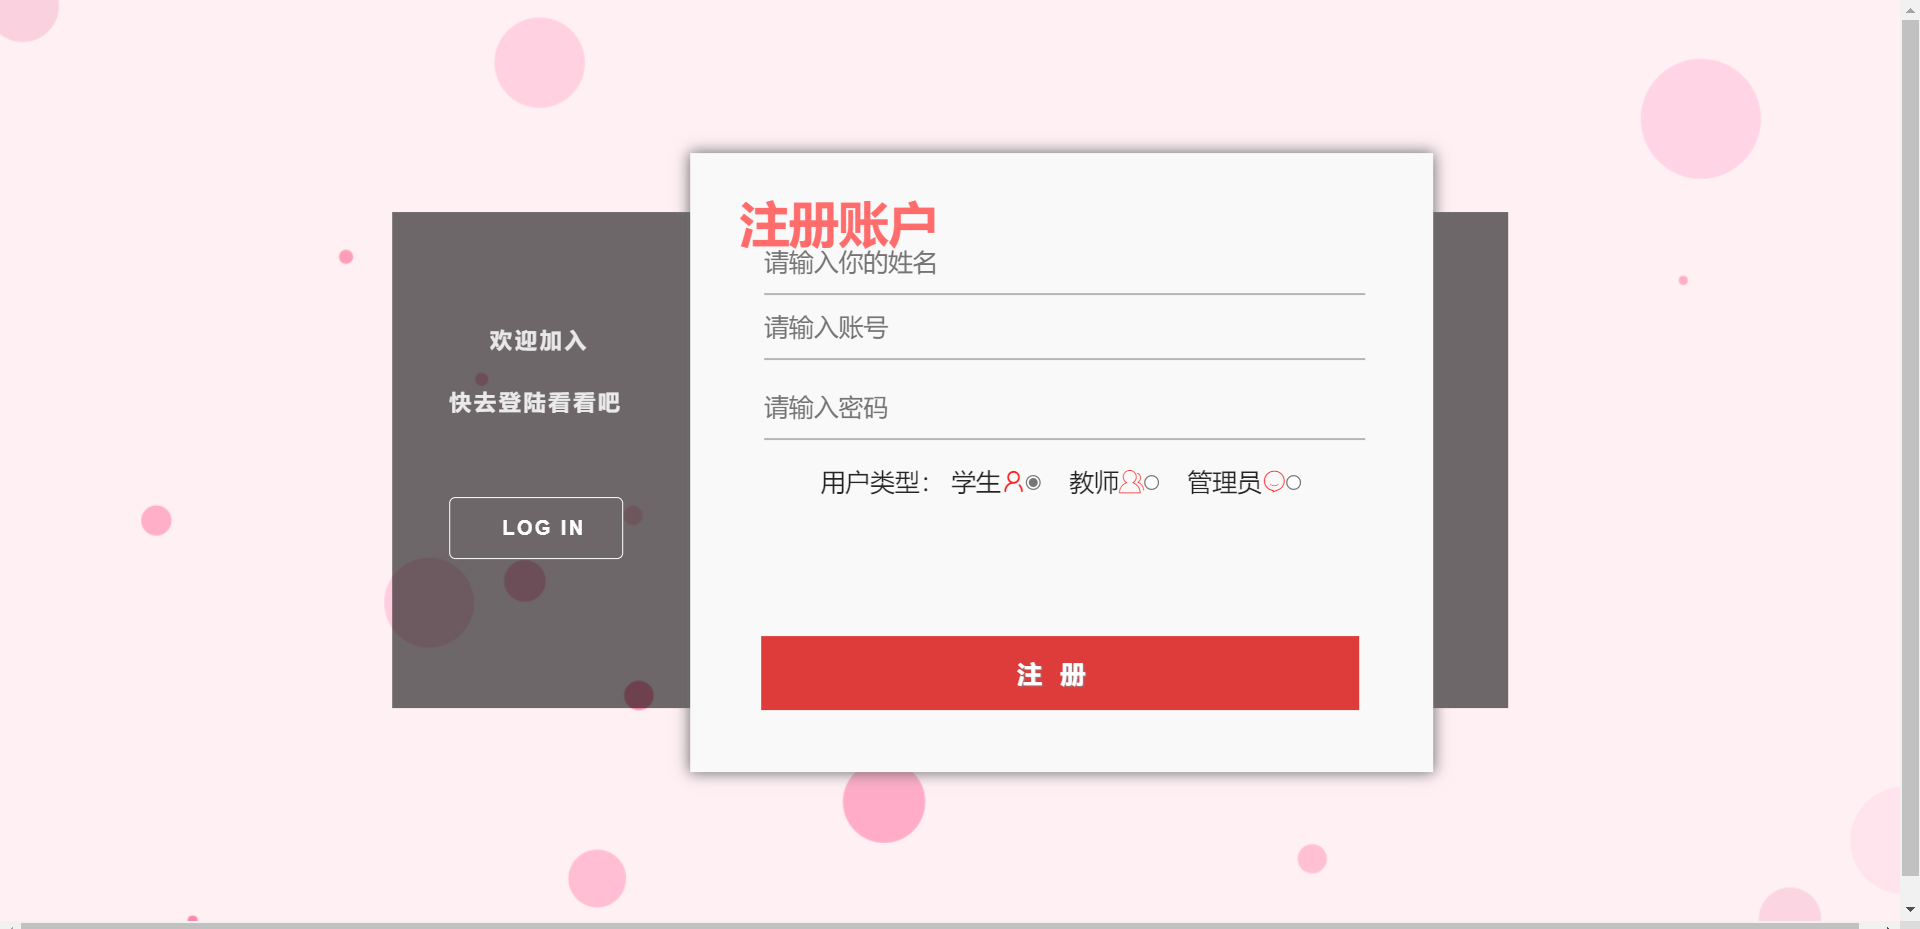 欢迎加入
快去登陆看看吧
LOG IN
注册账户
请输入你的姓名
请输入账号
请输入密码
用户类型： 学生 教师 管理员
注 册